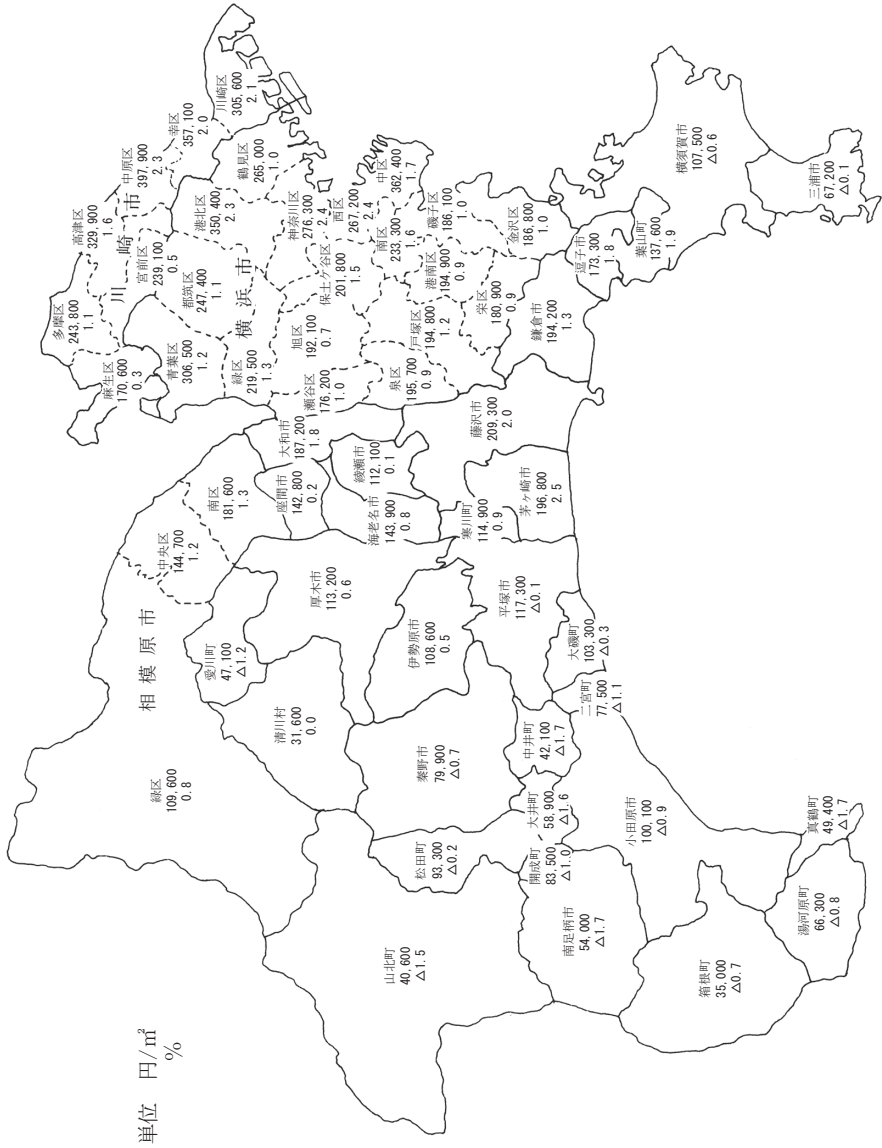 単位 円/㎡
%
相模原市
緑区
109,600
0.8
中央区
144,700
1.2
南区
181,600
1.3
愛川町
47,100
△1.2
清川村
31,600
0.0
厚木市
113,200
0.6
座間市
142,800
0.2
大和市
187,200
1.8
海老名市
143,900
0.8
綾瀬市
112,100
0.1
川崎市
麻生区
170,600
0.3
多摩区
243,800
1.1
高津区
329,900
1.6
宮前区
239,100
0.5
中原区
397,900
2.3
幸区
357,100
2.0
川崎区
305,600
2.1
横浜市
青葉区
306,500
1.2
都筑区
247,400
1.1
港北区
350,400
2.3
鶴見区
265,000
1.0
緑区
219,500
1.3
神奈川区
276,300
2.4
瀬谷区
176,200
1.0
旭区
192,100
0.7
保土ケ谷区
201,800
1.5
西区
267,200
2.4
中区
362,400
1.7
南区
233,300
1.6
泉区
195,700
0.9
戸塚区
194,800
1.2
港南区
194,900
0.9
磯子区
186,100
1.0
栄区
180,900
0.9
金沢区
186,800
1.0
山北町
40,600
△1.5
松田町
93,300
△0.2
秦野市
79,900
△0.7
伊勢原市
108,600
0.5
寒川町
114,900
0.9
藤沢市
209,300
2.0
鎌倉市
194,200
1.3
逗子市
173,300
1.8
葉山町
137,600
1.9
横須賀市
107,500
△0.6
三浦市
67,200
△0.1
茅ヶ崎市
196,800
2.5
平塚市
117,300
△0.1
大磯町
103,300
△0.3
二宮町
77,500
△1.1
中井町
42,100
△1.7
大井町
58,900
△1.6
開成町
83,500
△1.0
南足柄市
54,000
△1.7
小田原市
100,100
△0.9
箱根町
35,000
△0.7
湯河原町
66,300
△0.8
真鶴町
49,400
△1.7